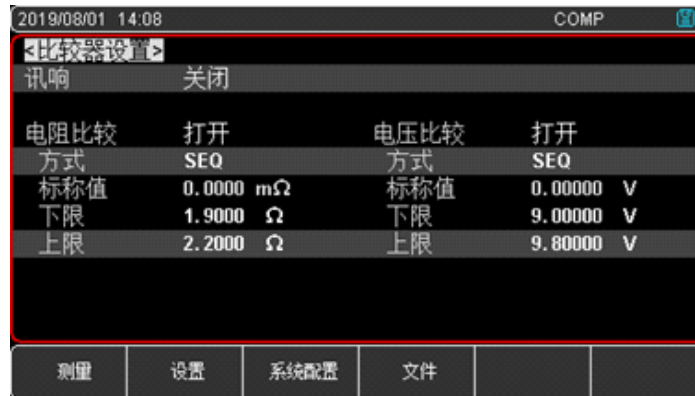 2019/08/01 14:08 COMP
<比较器设置>
讯响 关闭
电阻比较 打开 电压比较 打开
方式 SEQ 方式 SEQ
标称值 0.0000 mΩ 标称值 0.00000 V
下限 1.9000 Ω 下限 9.00000 V
上限 2.2000 Ω 上限 9.80000 V
测量 设置 系统配置 文件